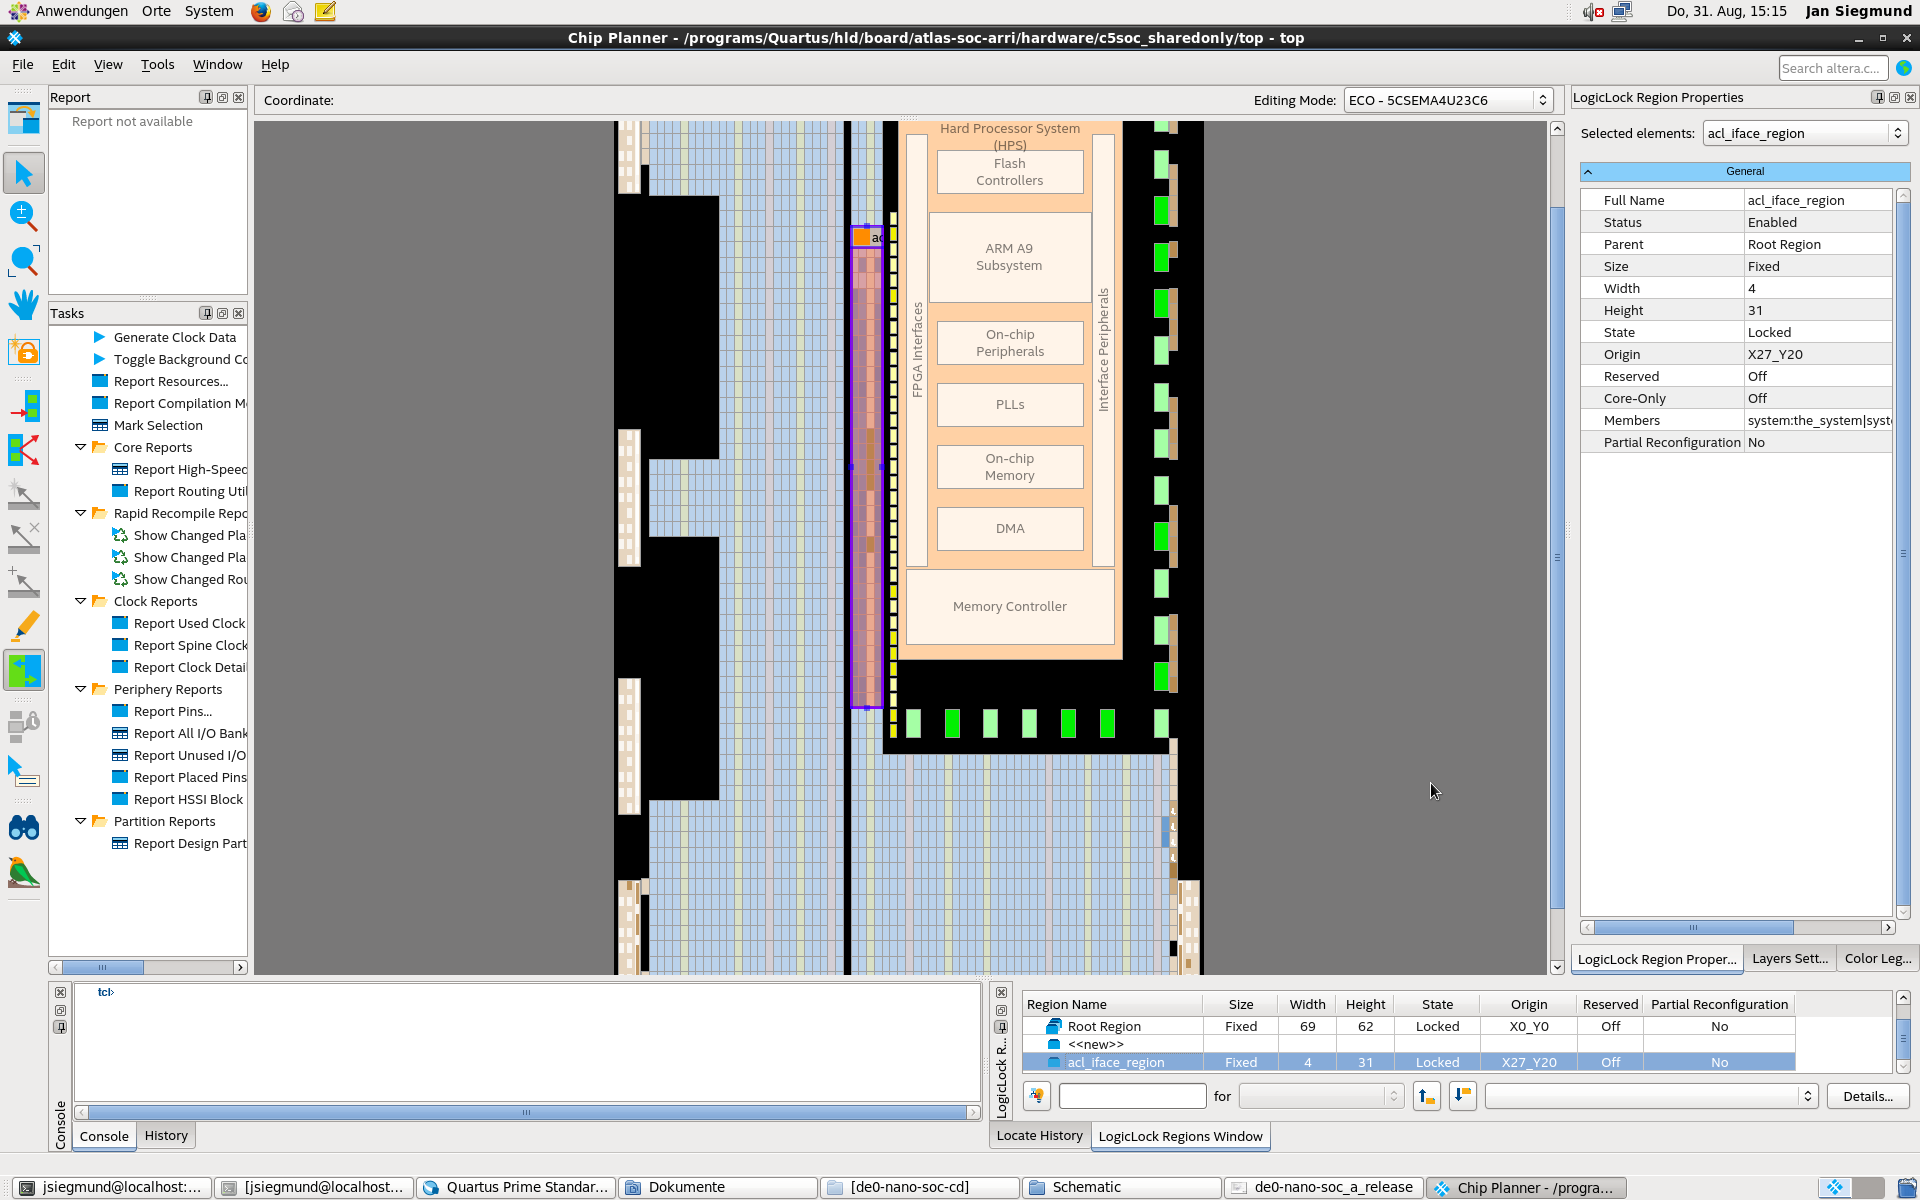 Anwendungen Orte System Do, 31. Aug, 15:15 Jan Siegmund
Chip Planner - /programs/Quartus/hld/board/atlas-soc-arri/hardware/c5soc_sharedonly/top - top
File Edit View Tools Window Help Search altera.c...
Report
Report not available
Coordinate: Editing Mode: ECO - 5CSEMA4U23C6
LogicLock Region Properties
Selected elements: acl_iface_region
General
Full Name acl_iface_region
Status Enabled
Parent Root Region
Size Fixed
Width 4
Height 31
State Locked
Origin X27_Y20
Reserved Off
Core-Only Off
Members system:the_system|syst
Partial Reconfiguration No
LogicLock Region Proper... Layers Sett... Color Leg...
Tasks
Generate Clock Data
Toggle Background Co
Report Resources...
Report Compilation Me
Mark Selection
Core Reports
Report High-Speed
Report Routing Util
Rapid Recompile Repo
Show Changed Pla
Show Changed Pla
Show Changed Rou
Clock Reports
Report Used Clock
Report Spine Clock
Report Clock Detai
Periphery Reports
Report Pins...
Report All I/O Bank
Report Unused I/O
Report Placed Pins
Report HSSI Block
Partition Reports
Report Design Part
Hard Processor System
(HPS)
Flash
Controllers
ARM A9
Subsystem
On-chip
Peripherals
PLLs
On-chip
Memory
DMA
Memory Controller
FPGA Interfaces
Interface Peripherals
ac
tcl>
Console
Console History
LogicLock R...
Region Name Size Width Height State Origin Reserved Partial Reconfiguration
Root Region Fixed 69 62 Locked X0_Y0 Off No
<<new>>
acl_iface_region Fixed 4 31 Locked X27_Y20 Off No
for Details...
Locate History LogicLock Regions Window
jsiegmund@localhost:... [jsiegmund@localhost... Quartus Prime Standar... Dokumente [de0-nano-soc-cd] Schematic de0-nano-soc_a_release Chip Planner - /progra...